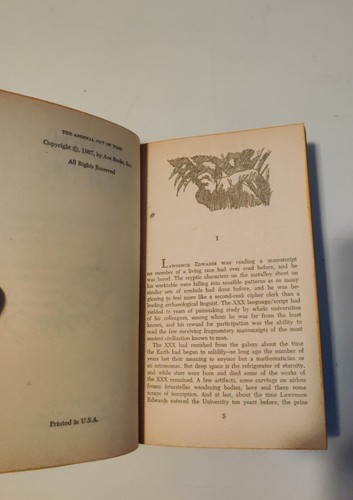 THE ARSENAL OUT OF TIME
Copyright ©, 1967, by Ace Books, Inc.
All Rights Reserved
Printed in U.S.A.
1
LAWRENCE EDWARDS was reading a manuscript
no member of a living race had ever read before, and he
was bored. The cryptic characters on the metalloy sheet on
his worktable were falling into sensible patterns as so many
similar sets of symbols had done before, and he was be-
ginning to feel more like a second-rank cipher clerk than a
leading archaeological linguist. The XXX language/script had
yielded to years of painstaking study by whole universities
of his colleagues, among whom he was far from the least
known, and his reward for participation was the ability to
read the few surviving fragmentary manuscripts of the most
ancient civilization known to man.
The XXX had vanished from the galaxy about the time
the Earth had begun to solidify—so long ago the number of
years lost their meaning to anyone but a mathematician or
an astronomer. But deep space is the refrigerator of eternity,
and while stars were born and died some of the works of
the XXX remained. A few artifacts, some carvings on airless
frozen interstellar wandering bodies, here and there some
scraps of inscription. And at last, about the time Lawrence
Edwards entered the University ten years before, the prize
5